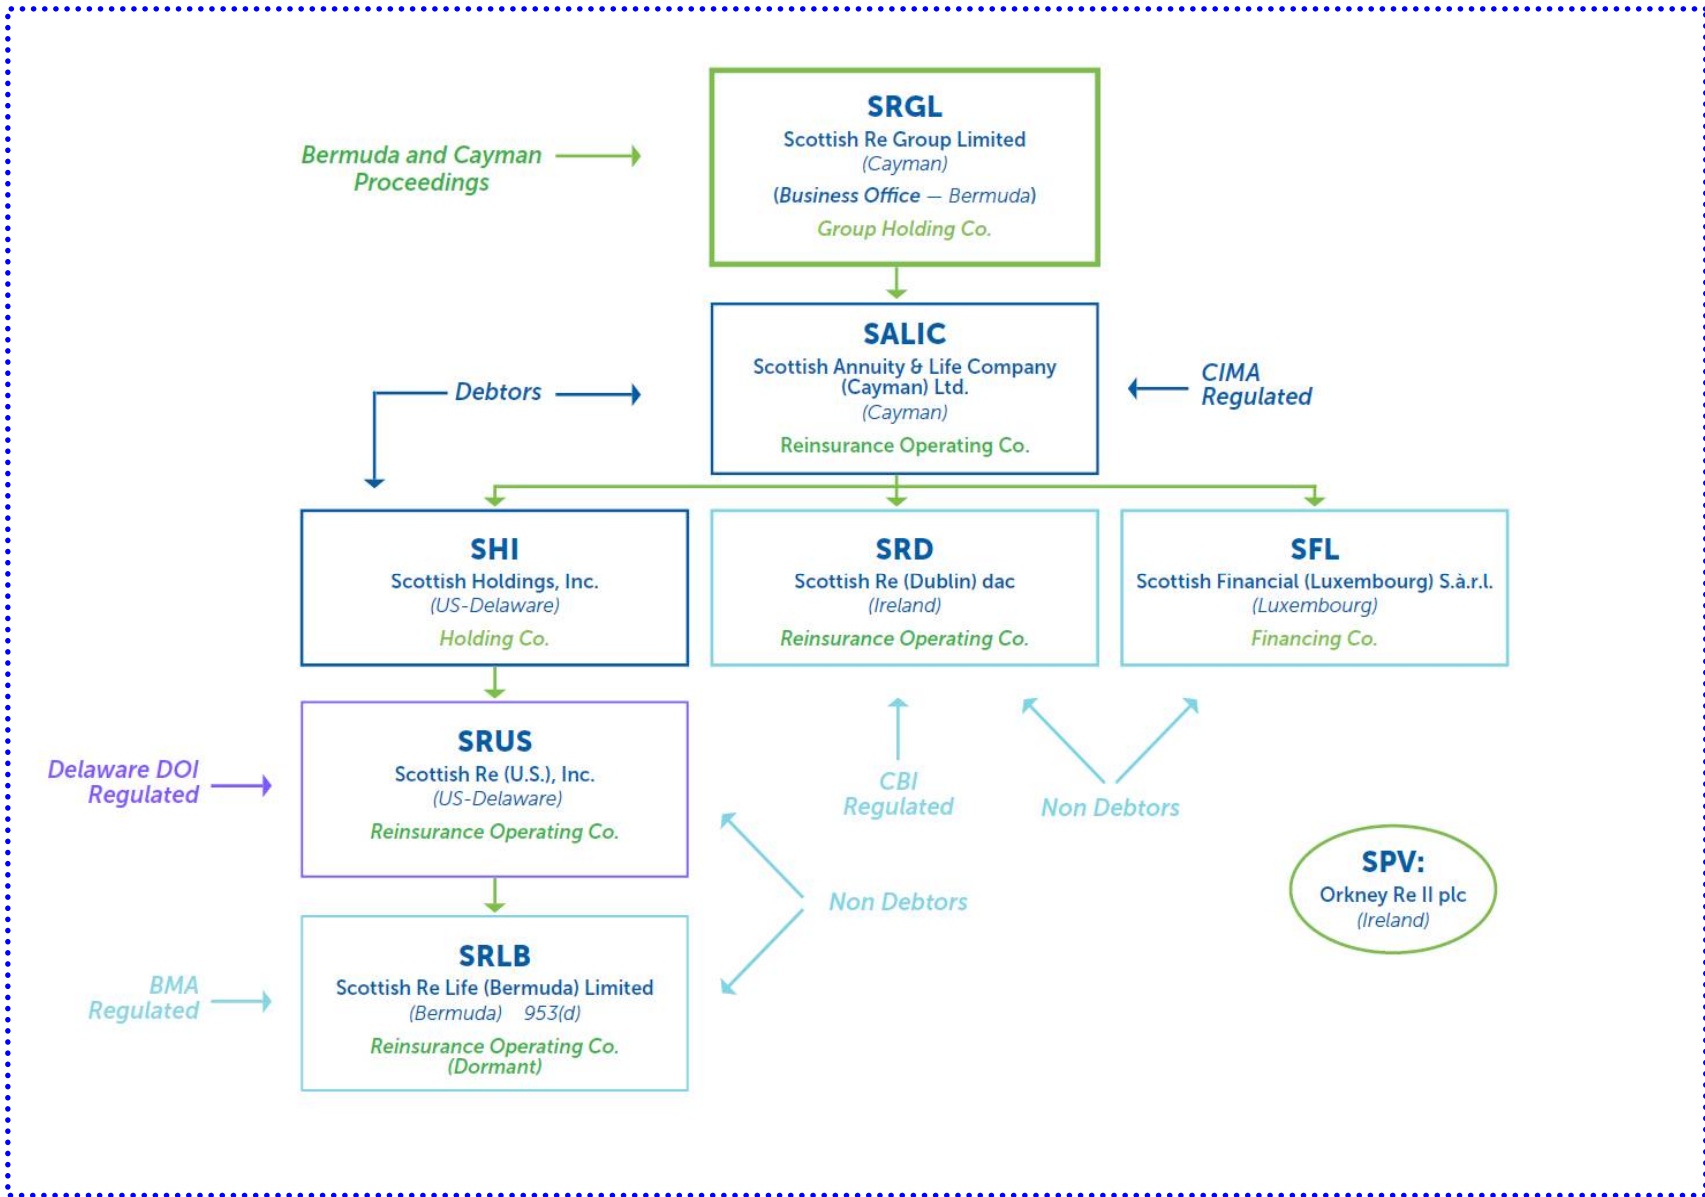 SRGL
Scottish Re Group Limited
(Cayman)
(Business Office — Bermuda)
Group Holding Co.
Bermuda and Cayman
Proceedings
SALIC
Scottish Annuity & Life Company
(Cayman) Ltd.
(Cayman)
Reinsurance Operating Co.
Debtors
CIMA
Regulated
SHI
Scottish Holdings, Inc.
(US-Delaware)
Holding Co.
SRD
Scottish Re (Dublin) dac
(Ireland)
Reinsurance Operating Co.
SFL
Scottish Financial (Luxembourg) S.à.r.l.
(Luxembourg)
Financing Co.
SRUS
Scottish Re (U.S.), Inc.
(US-Delaware)
Reinsurance Operating Co.
Delaware DOI
Regulated
CBI
Regulated
Non Debtors
Non Debtors
SPV:
Orkney Re II plc
(Ireland)
SRLB
Scottish Re Life (Bermuda) Limited
(Bermuda) 953(d)
Reinsurance Operating Co.
(Dormant)
BMA
Regulated